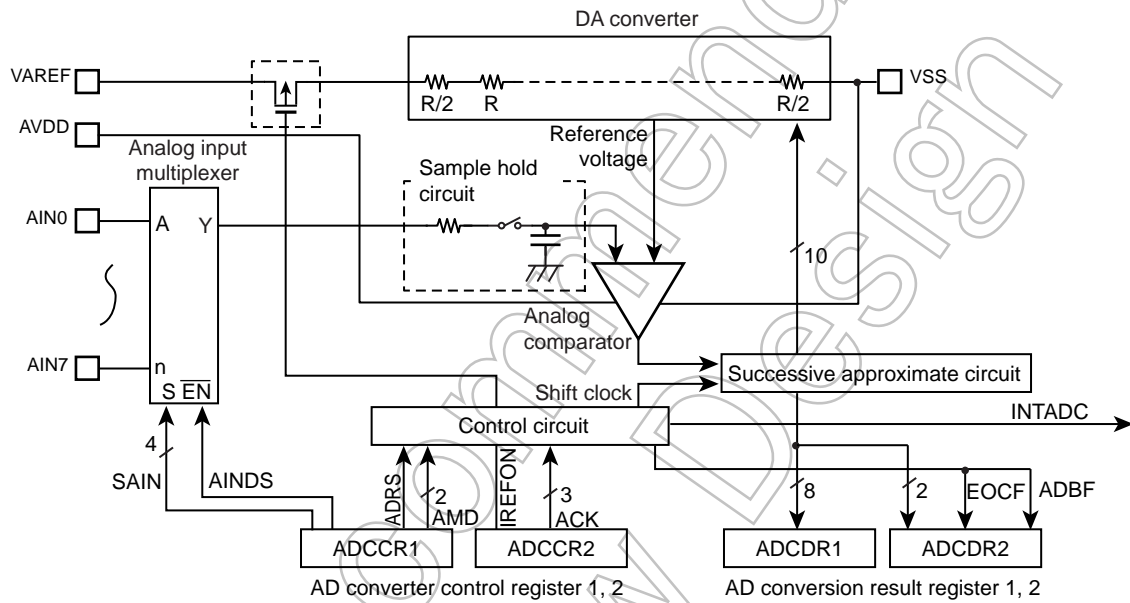 DA converter
VAREF
R/2
R
R/2
VSS
AVDD
Analog input
multiplexer
Reference
voltage
Sample hold
circuit
AIN0
A
Y
10
AIN7
n
S EN
Analog
comparator
Successive approximate circuit
Shift clock
INTADC
Control circuit
4
SAIN
AINDS
ADRS
2
AMD
IREFON
3
ACK
8
2
EOCF
ADBF
ADCCR1
ADCCR2
ADCDR1
ADCDR2
AD converter control register 1, 2
AD conversion result register 1, 2